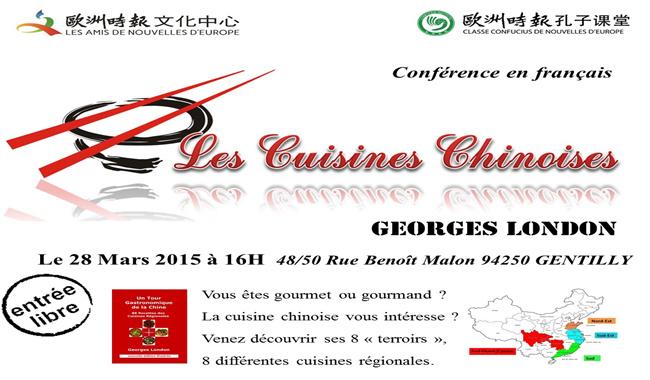 欧洲時報文化中心
LES AMIS DE NOUVELLES D'EUROPE
欧洲時報孔子课堂
CLASSE CONFUCIUS DE NOUVELLES D'EUROPE
Conférence en français
Les Cuisines Chinoises
GEORGES LONDON
Le 28 Mars 2015 à 16H 48/50 Rue Benoît Malon 94250 GENTILLY
entrée
libre
Un Tour
Gastronomique
de la Chine
Georges London
Vous êtes gourmet ou gourmand ?
La cuisine chinoise vous intéresse ?
Venez découvrir ses 8 « terroirs »,
8 différentes cuisines régionales.
Nord-Est
Sud-Est
Sud